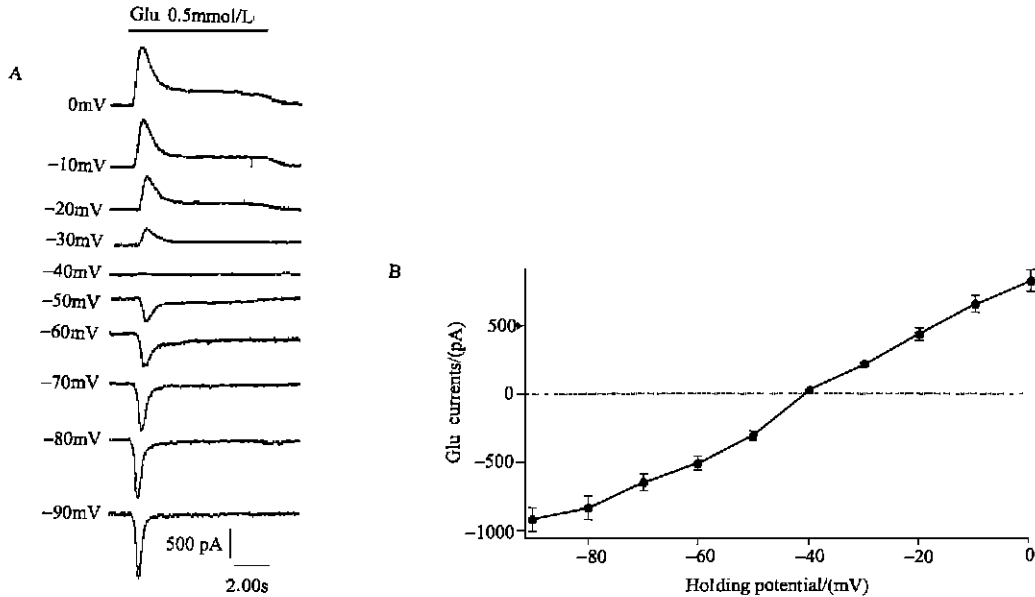 Glu 0.5mmol/L
A
0mV
−10mV
−20mV
−30mV
−40mV
−50mV
−60mV
−70mV
−80mV
−90mV
500 pA
2.00s
B
Glu currents/(pA)
500
0
−500
−1000
−80
−60
−40
−20
0
Holding potential/(mV)